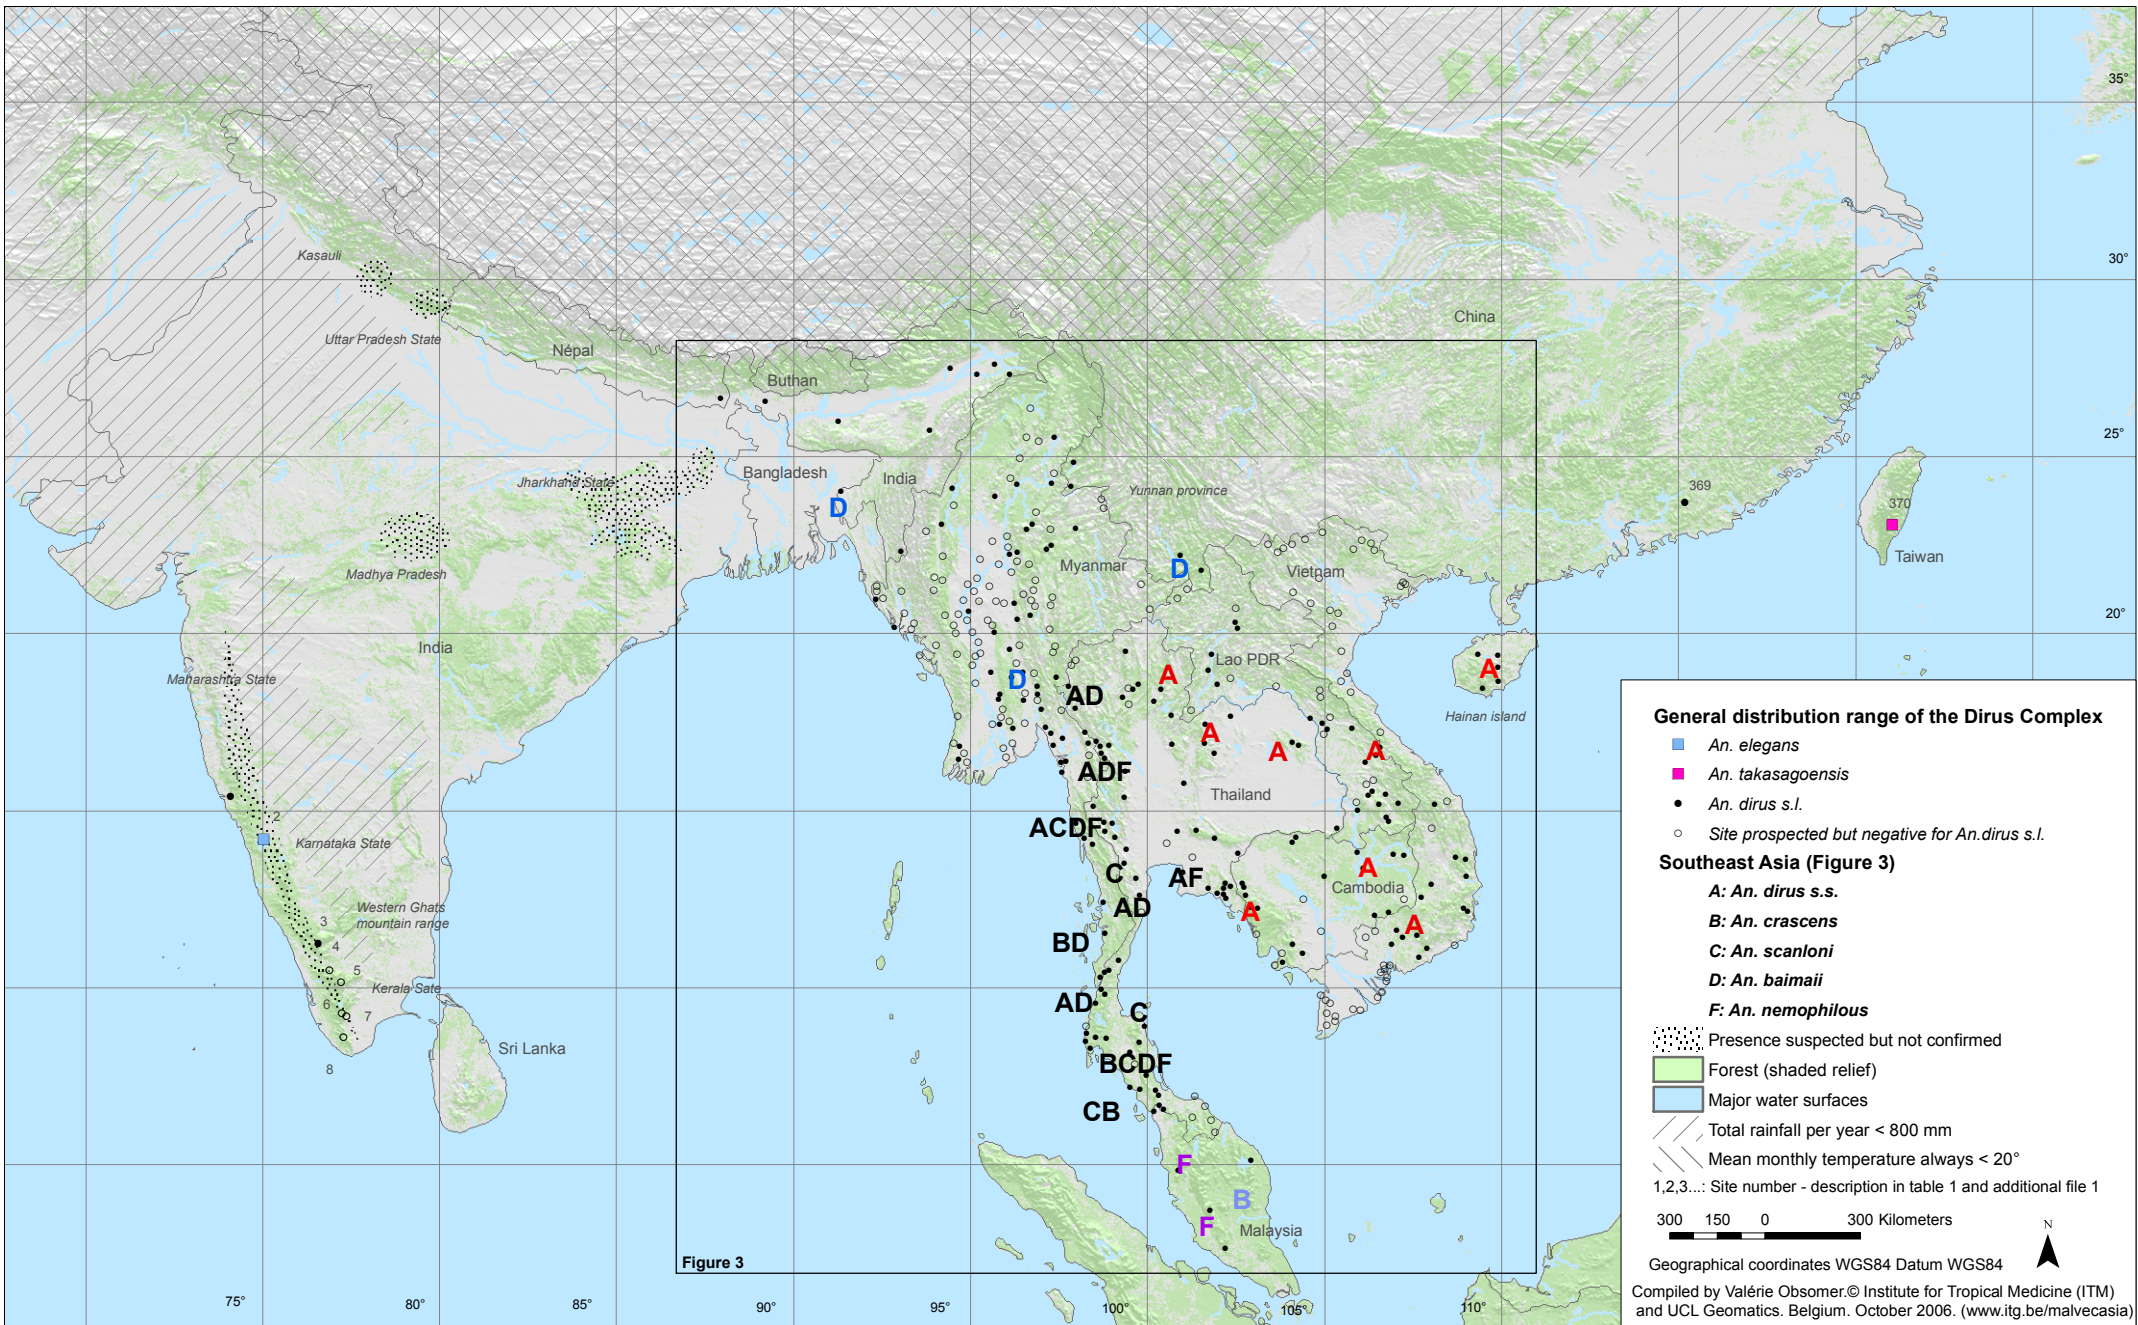 35°
Kasauli
30°
Uttar Pradesh State
China
Népal
Buthan
25°
Bangladesh
India
Jharkhand State
Yunnan province
369
370
D
Taiwan
Madhya Pradesh
Myanmar
D
Vietnam
20°
India
Lao PDR
Maharashtra State
D
AD
A
A
Hainan island
A
A
A
ADF
Thailand
1
2
ACDF
Karnataka State
C
AF
A
Cambodia
Western Ghats
mountain range
AD
A
A
3
4
BD
5
Kerala Sate
6
7
AD
C
Sri Lanka
8
BCDF
CB
F
B
F
Malaysia
Figure 3
75°
80°
85°
90°
95°
100°
105°
110°
General distribution range of the Dirus Complex
An. elegans
An. takasagoensis
An. dirus s.l.
Site prospected but negative for An.dirus s.l.
Southeast Asia (Figure 3)
A: An. dirus s.s.
B: An. crascens
C: An. scanloni
D: An. baimaii
F: An. nemophilous
Presence suspected but not confirmed
Forest (shaded relief)
Major water surfaces
Total rainfall per year < 800 mm
Mean monthly temperature always < 20°
1,2,3...: Site number - description in table 1 and additional file 1
300 150 0 300 Kilometers
N
Geographical coordinates WGS84 Datum WGS84
Compiled by Valérie Obsomer.© Institute for Tropical Medicine (ITM)
and UCL Geomatics. Belgium. October 2006. (www.itg.be/malvecasia)